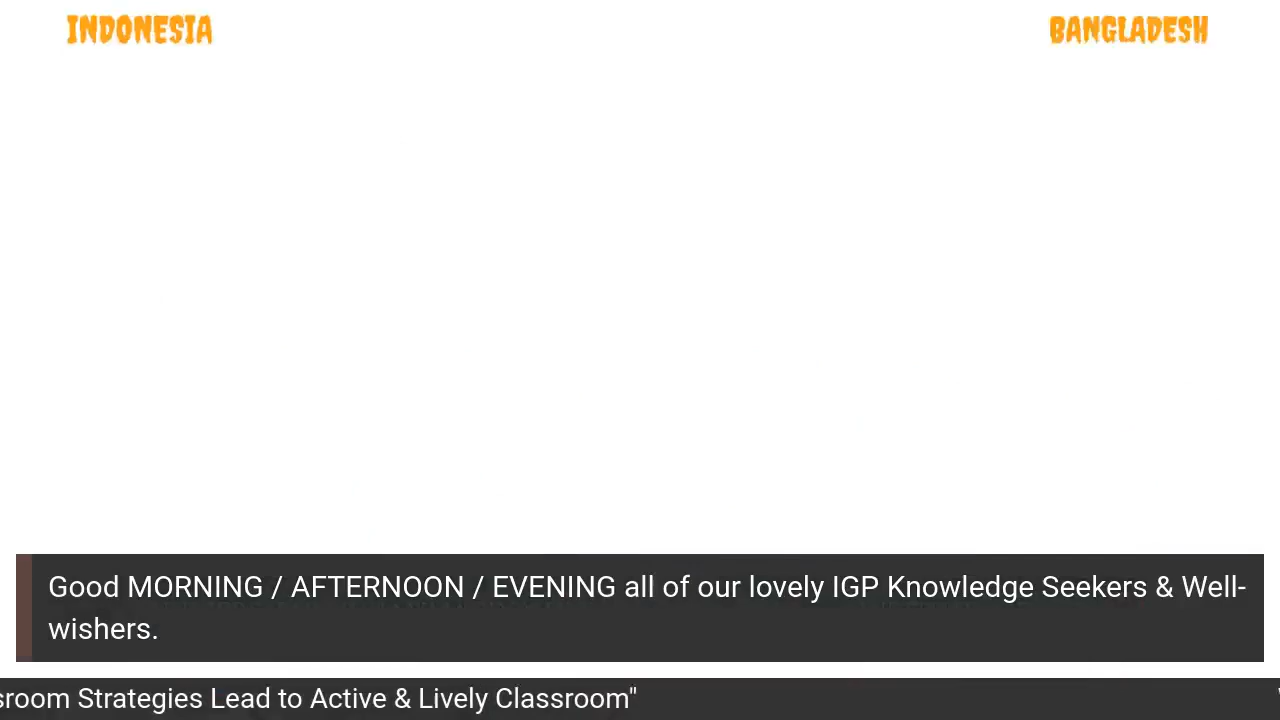 INDONESIA
BANGLADESH
Good MORNING / AFTERNOON / EVENING all of our lovely IGP Knowledge Seekers & Well-
wishers.
Strategies Lead to Active & Lively Classroom"